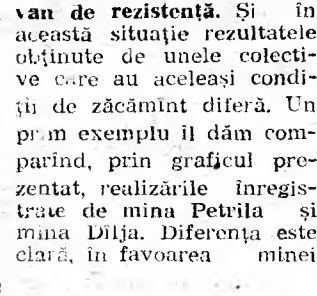 van de rezistență. Și în
această situație rezultatele
obținute de unele colecti-
ve care au aceleași condi-
ții de zăcămînt diferă. Un
prim exemplu îl dăm com-
parînd, prin graficul pre-
zentat, realizările înregis-
trate de mina Petrila și
mina Dîlja. Diferența este
clară, în favoarea minei